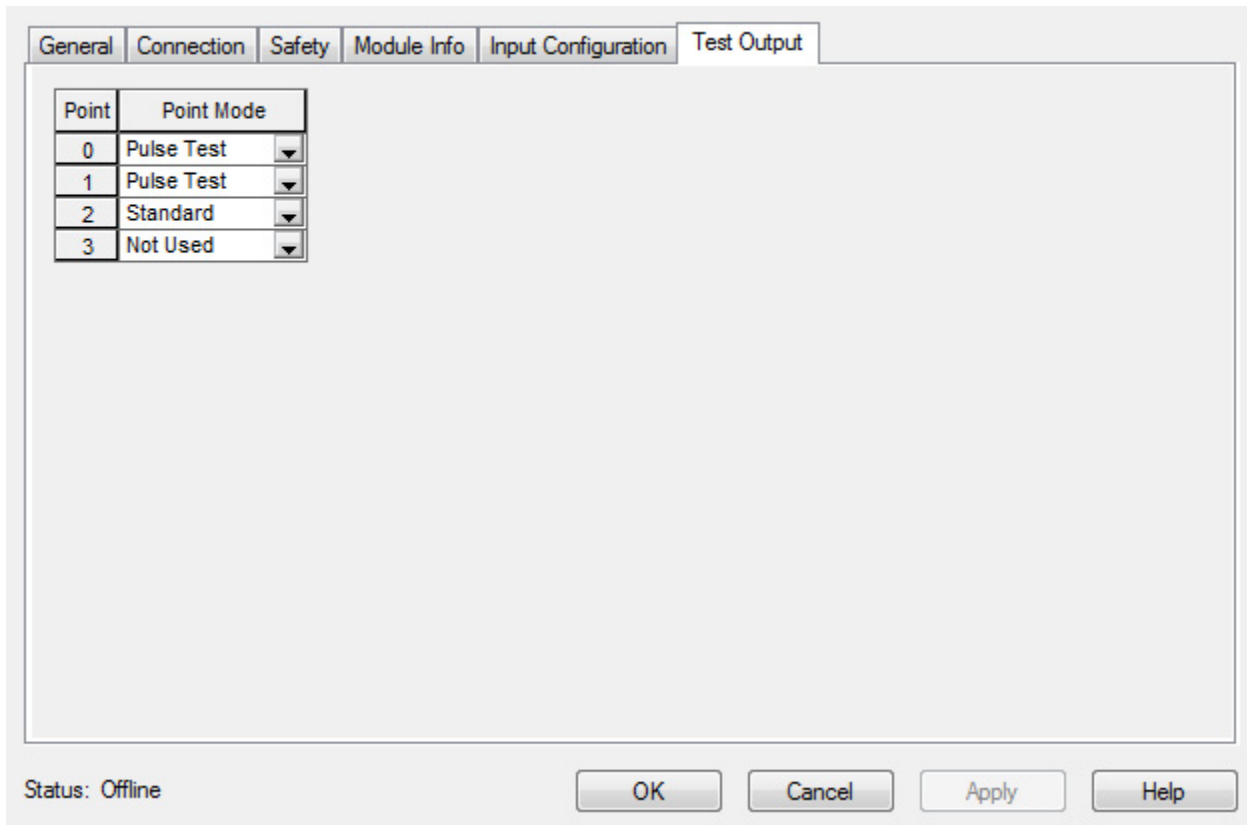 General Connection Safety Module Info Input Configuration Test Output
Point Point Mode
0 Pulse Test
1 Pulse Test
2 Standard
3 Not Used
Status: Offline OK Cancel Apply Help